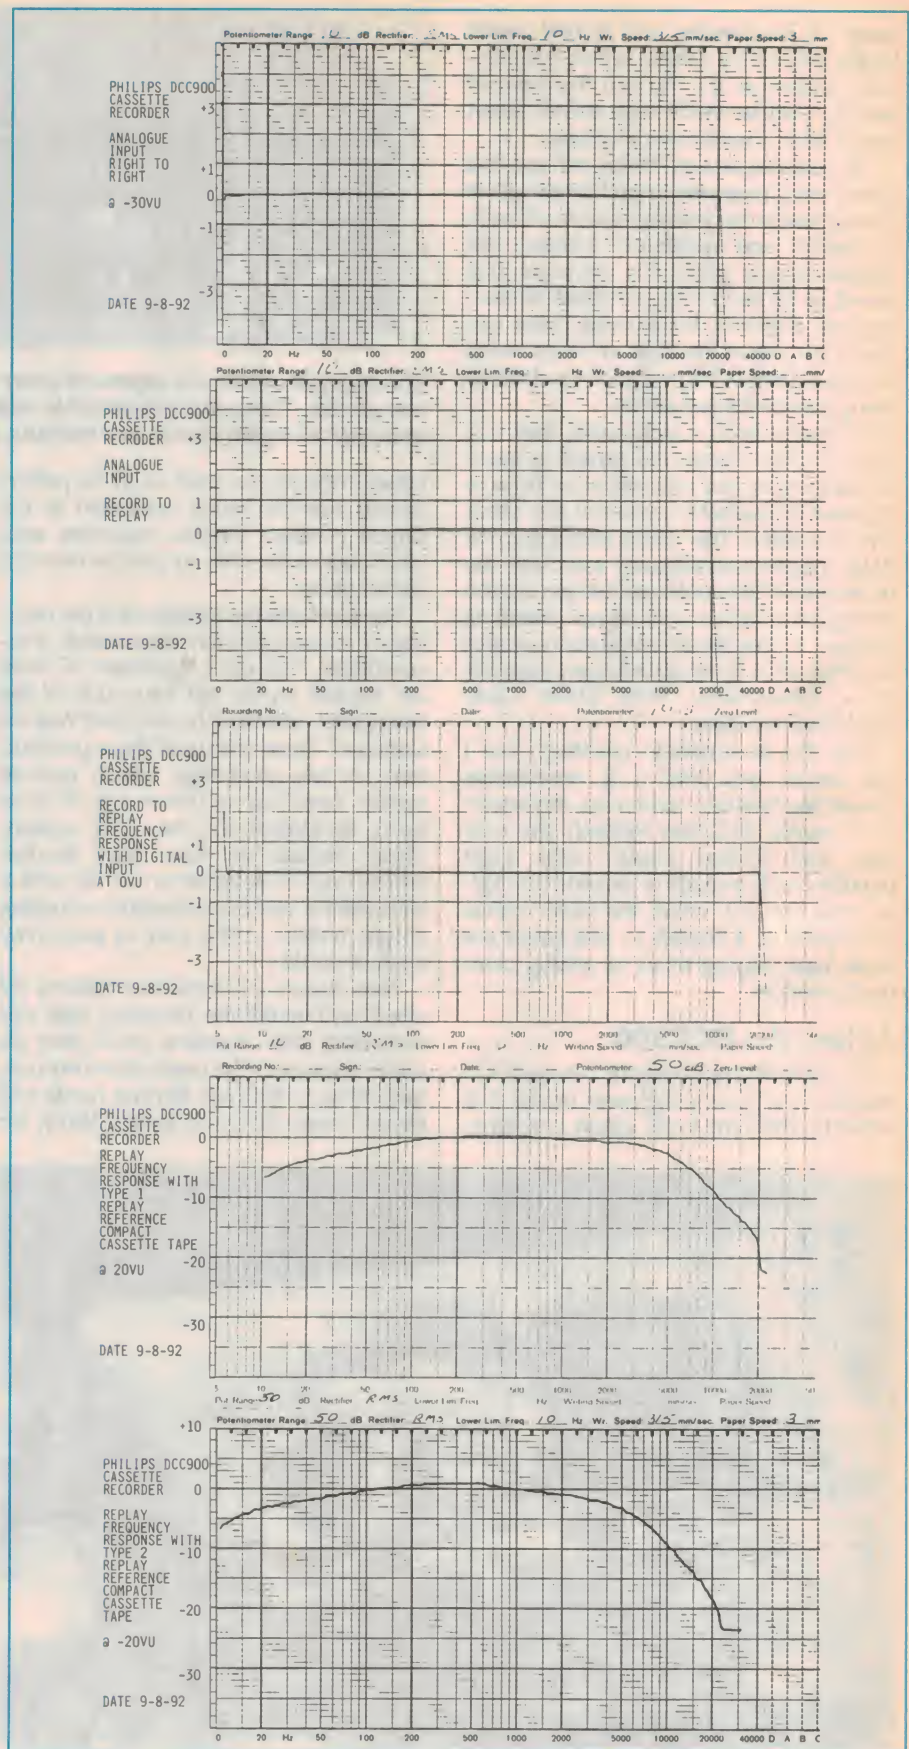 Potentiometer Range: dB Rectifier: RMS Lower Lim. Freq. 10 Hz Wr. Speed: 315 mm/sec. Paper Speed: 3 mm
PHILIPS DCC900
CASSETTE
RECORDER
+3
ANALOGUE
INPUT
RIGHT TO
RIGHT
+1
0
@ -30VU
-1
-3
DATE 9-8-92
0 20 Hz 50 100 200 500 1000 2000 5000 10000 20000 40000 D A B C
Potentiometer Range dB Rectifier: Lower Lim. Freq. Hz Wr. Speed: mm/sec Paper Speed: mm/
PHILIPS DCC900
CASSETTE
RECRODER +3
ANALOGUE
INPUT
RECORD TO 1
REPLAY
0
-1
-3
DATE 9-8-92
0 20 Hz 50 100 200 500 1000 2000 5000 10000 20000 40000 D A B C
Recording No.: Sign.: Date: Potentiometer: Zero Level
PHILIPS DCC900
CASSETTE
RECORDER +3
RECORD TO
REPLAY
FREQUENCY
RESPONSE +1
WITH DIGITAL
INPUT 0
AT 0VU
-1
-3
DATE 9-8-92
5 10 20 50 100 200 500 1000 2000 5000 10000 20000
Pot Range: dB Rectifier: RMS Lower Lim. Freq. Hz Writing Speed: mm/sec Paper Speed:
Recording No.: Sign.: Date: Potentiometer: 50 dB Zero Level
PHILIPS DCC900
CASSETTE
RECORDER 0
REPLAY
FREQUENCY
RESPONSE WITH
TYPE 1 -10
REPLAY
REFERENCE
COMPACT
CASSETTE TAPE
-20
@ 20VU
-30
DATE 9-8-92
5 10 20 50 100 200 500 1000 2000 5000 10000 20000
Pot Range: 50 dB Rectifier: RMS Lower Lim. Freq. Hz Writing Speed: mm/sec Paper Speed
Potentiometer Range: 50 dB Rectifier: RMS Lower Lim. Freq. 10 Hz Wr. Speed: 315 mm/sec. Paper Speed: 3 mm
+10
PHILIPS DCC900
CASSETTE
RECORDER 0
REPLAY
FREQUENCY
RESPONSE WITH
TYPE 2 -10
REPLAY
REFERENCE
COMPACT
CASSETTE
TAPE -20
@ -20VU
-30
DATE 9-8-92
0 20 Hz 50 100 200 500 1000 2000 5000 10000 20000 40000 D A B C